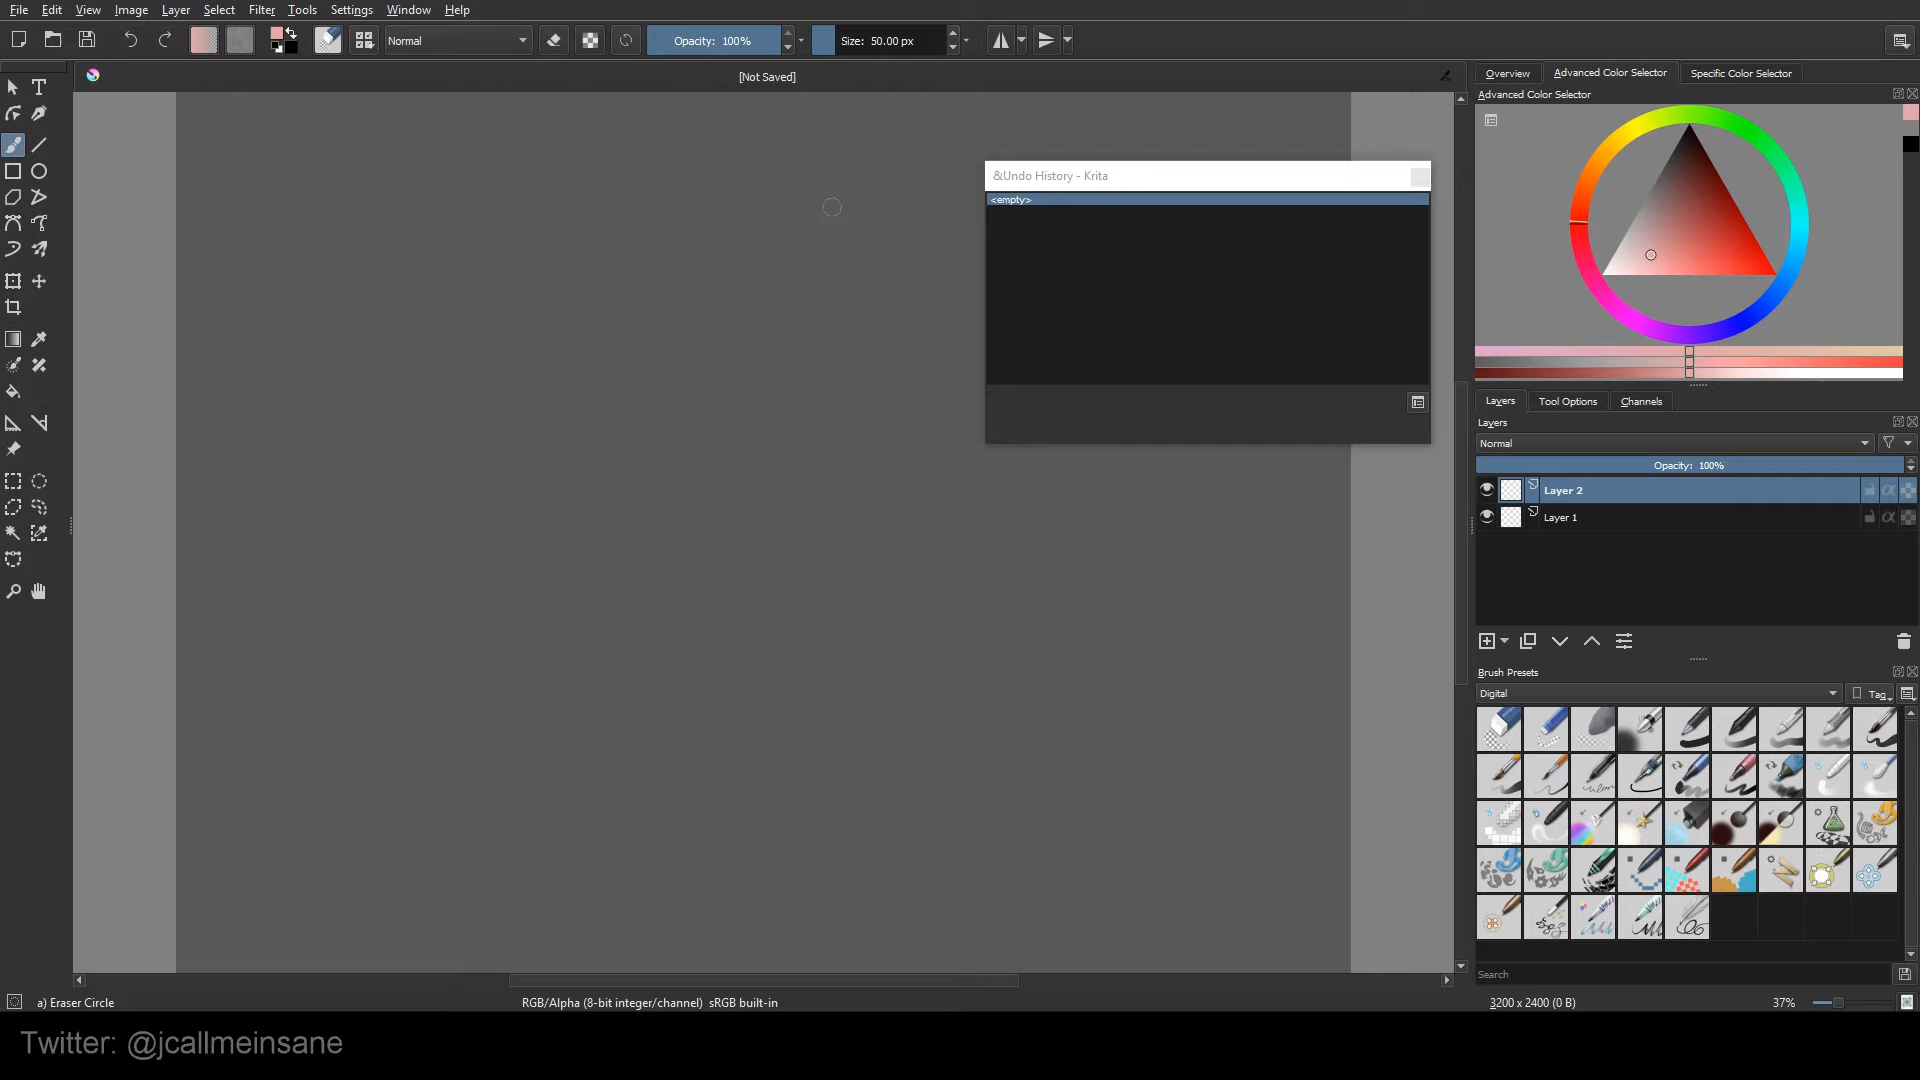 File Edit View Image Layer Select Filter Tools Settings Window Help
Normal
Opacity: 100%
Size: 50.00 px
[Not Saved]
Overview
Advanced Color Selector
Specific Color Selector
Advanced Color Selector
&Undo History - Krita
<empty>
Layers
Tool Options
Channels
Layers
Normal
Opacity: 100%
Layer 2
Layer 1
Brush Presets
Digital
Tag
Search
a) Eraser Circle
RGB/Alpha (8-bit integer/channel) sRGB built-in
3200 x 2400 (0 B)
37%
Twitter: @jcallmeinsane